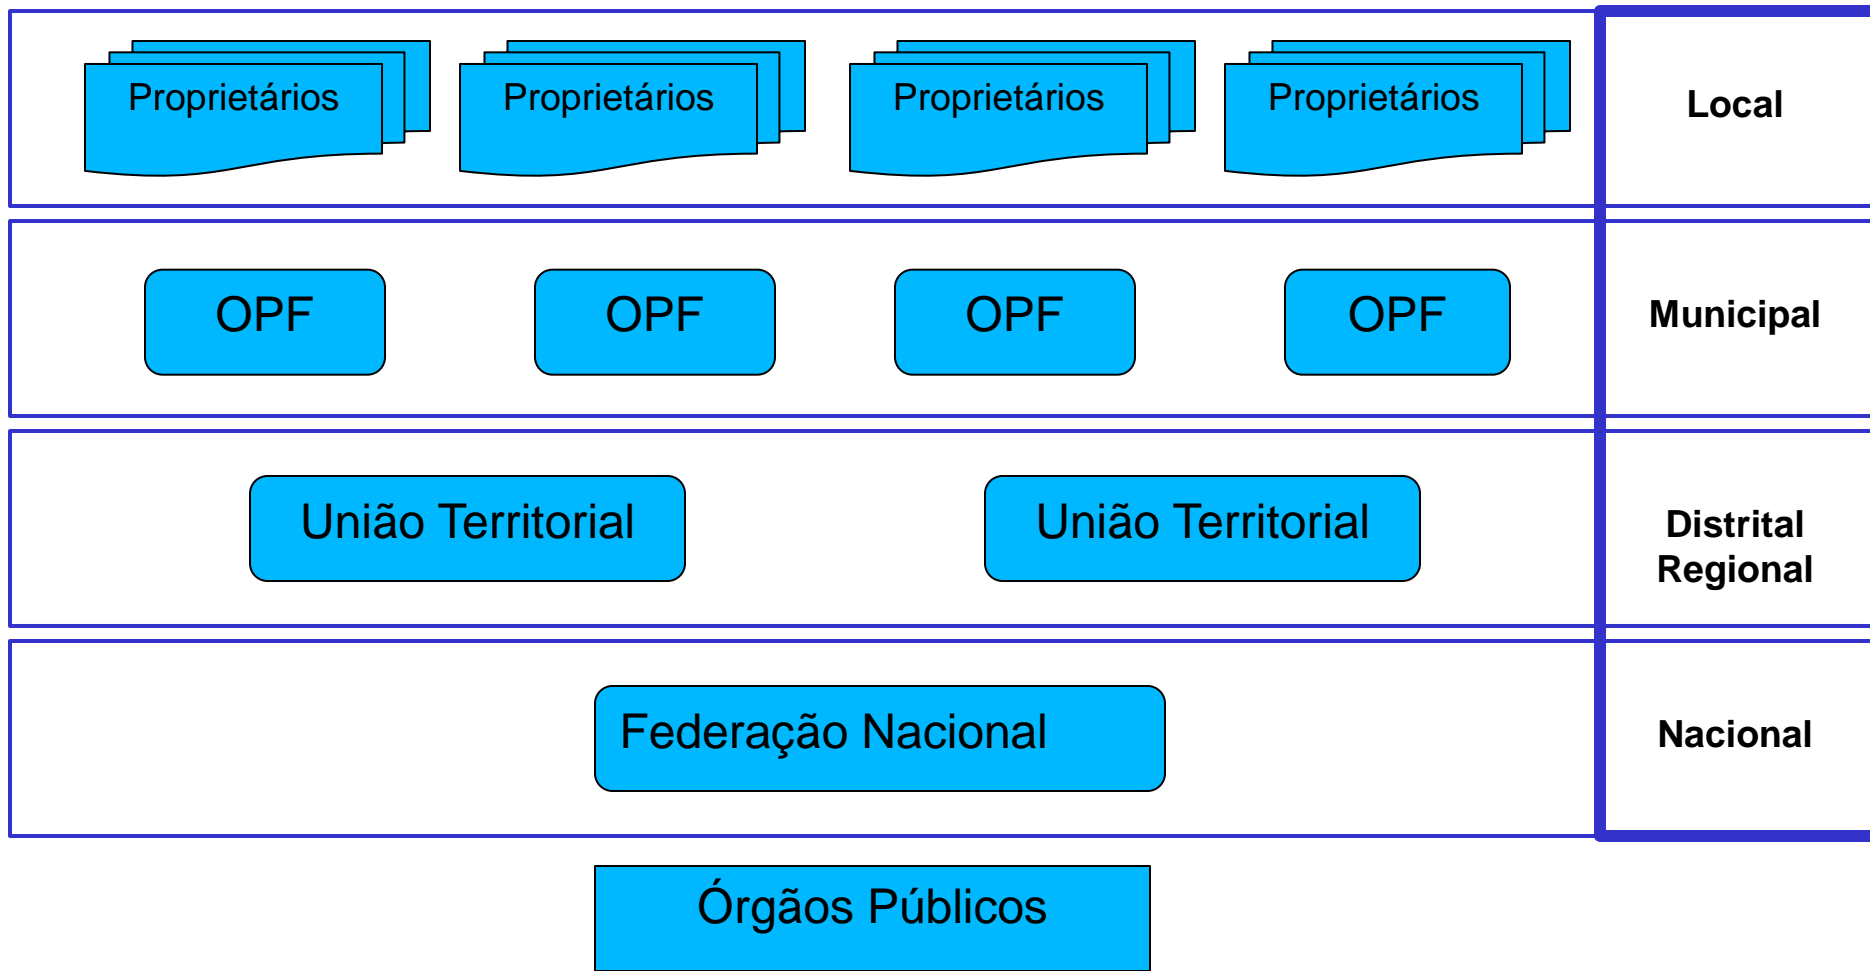 Proprietários Proprietários Proprietários Proprietários Local
OPF OPF OPF OPF Municipal
União Territorial União Territorial Distrital
Regional
Federação Nacional Nacional
Órgãos Públicos